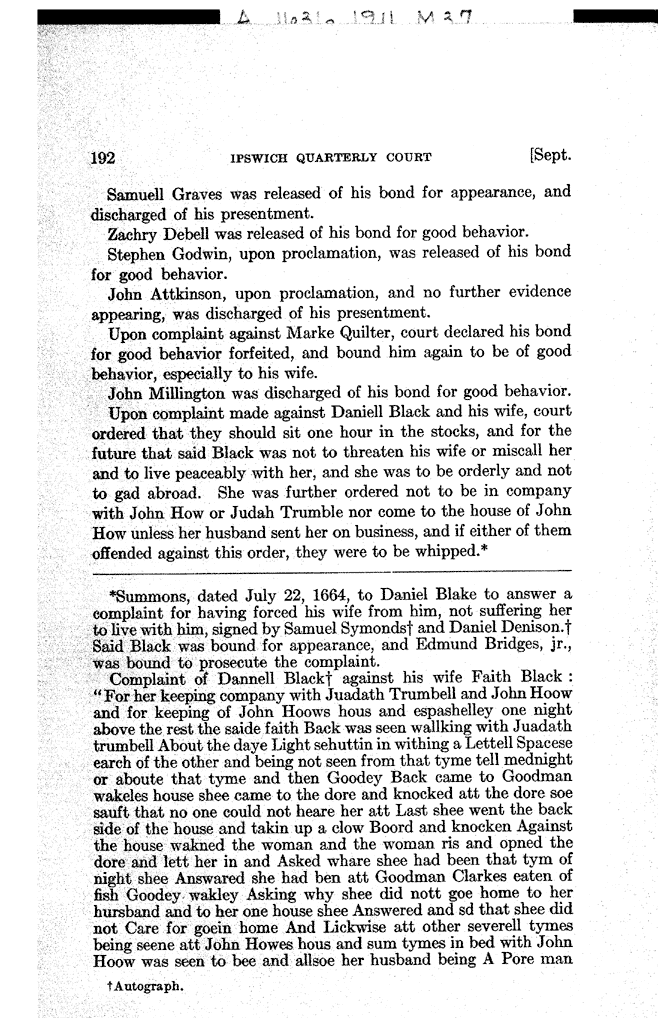 A 11o31o 1911 M27
192 IPSWICH QUARTERLY COURT [Sept.
Samuell Graves was released of his bond for appearance, and
discharged of his presentment.
Zachry Debell was released of his bond for good behavior.
Stephen Godwin, upon proclamation, was released of his bond
for good behavior.
John Attkinson, upon proclamation, and no further evidence
appearing, was discharged of his presentment.
Upon complaint against Marke Quilter, court declared his bond
for good behavior forfeited, and bound him again to be of good
behavior, especially to his wife.
John Millington was discharged of his bond for good behavior.
Upon complaint made against Daniell Black and his wife, court
ordered that they should sit one hour in the stocks, and for the
future that said Black was not to threaten his wife or miscall her
and to live peaceably with her, and she was to be orderly and not
to gad abroad. She was further ordered not to be in company
with John How or Judah Trumble nor come to the house of John
How unless her husband sent her on business, and if either of them
offended against this order, they were to be whipped.*
*Summons, dated July 22, 1664, to Daniel Blake to answer a
complaint for having forced his wife from him, not suffering her
to live with him, signed by Samuel Symonds† and Daniel Denison.†
Said Black was bound for appearance, and Edmund Bridges, jr.,
was bound to prosecute the complaint.
Complaint of Dannell Black† against his wife Faith Black :
"For her keeping company with Juadath Trumbell and John Hoow
and for keeping of John Hoows hous and espashelley one night
above the rest the saide faith Back was seen wallking with Juadath
trumbell About the daye Light sehuttin in withing a Lettell Spacese
earch of the other and being not seen from that tyme tell mednight
or aboute that tyme and then Goodey Back came to Goodman
wakeles house shee came to the dore and knocked att the dore soe
sauft that no one could not heare her att Last shee went the back
side of the house and takin up a clow Boord and knocken Against
the house wakned the woman and the woman ris and opned the
dore and lett her in and Asked whare shee had been that tym of
night shee Answared she had ben att Goodman Clarkes eaten of
fish Goodey wakley Asking why shee did nott goe home to her
hursband and to her one house shee Answered and sd that shee did
not Care for goein home And Lickwise att other severell tymes
being seene att John Howes hous and sum tymes in bed with John
Hoow was seen to bee and allsoe her husband being A Pore man
†Autograph.